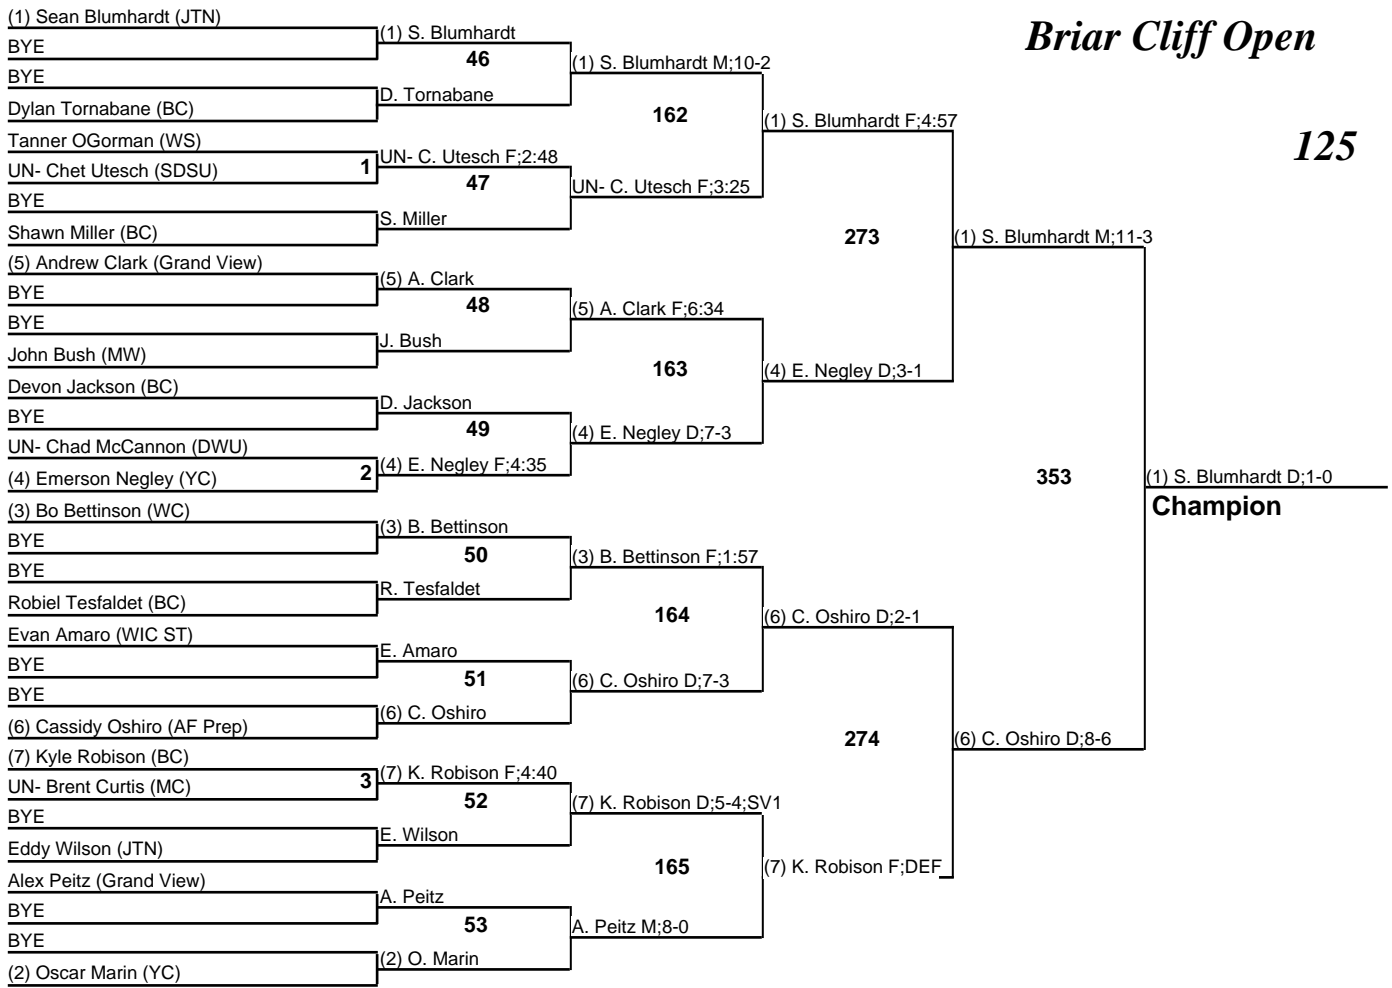 Briar Cliff Open
125
(1) Sean Blumhardt (JTN)
BYE
BYE
Dylan Tornabane (BC)
Tanner OGorman (WS)
UN- Chet Utesch (SDSU)
1
BYE
Shawn Miller (BC)
(5) Andrew Clark (Grand View)
BYE
BYE
John Bush (MW)
Devon Jackson (BC)
BYE
UN- Chad McCannon (DWU)
2
(4) Emerson Negley (YC)
(3) Bo Bettinson (WC)
BYE
BYE
Robiel Tesfaldet (BC)
Evan Amaro (WIC ST)
BYE
BYE
(6) Cassidy Oshiro (AF Prep)
(7) Kyle Robison (BC)
3
UN- Brent Curtis (MC)
BYE
Eddy Wilson (JTN)
Alex Peitz (Grand View)
BYE
BYE
(2) Oscar Marin (YC)
(1) S. Blumhardt
46
D. Tornabane
UN- C. Utesch F;2:48
47
S. Miller
(5) A. Clark
48
J. Bush
D. Jackson
49
(4) E. Negley F;4:35
(3) B. Bettinson
50
R. Tesfaldet
E. Amaro
51
(6) C. Oshiro
(7) K. Robison F;4:40
52
E. Wilson
A. Peitz
53
(2) O. Marin
(1) S. Blumhardt M;10-2
162
UN- C. Utesch F;3:25
(5) A. Clark F;6:34
163
(4) E. Negley D;7-3
(3) B. Bettinson F;1:57
164
(6) C. Oshiro D;7-3
(7) K. Robison D;5-4;SV1
165
A. Peitz M;8-0
(1) S. Blumhardt F;4:57
273
(4) E. Negley D;3-1
(6) C. Oshiro D;2-1
274
(7) K. Robison F;DEF
(1) S. Blumhardt M;11-3
353
(6) C. Oshiro D;8-6
(1) S. Blumhardt D;1-0
Champion